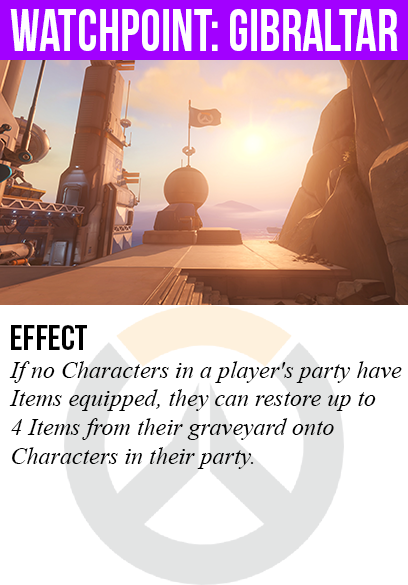 WATCHPOINT: GIBRALTAR
EFFECT
If no Characters in a player's party have
Items equipped, they can restore up to
4 Items from their graveyard onto
Characters in their party.